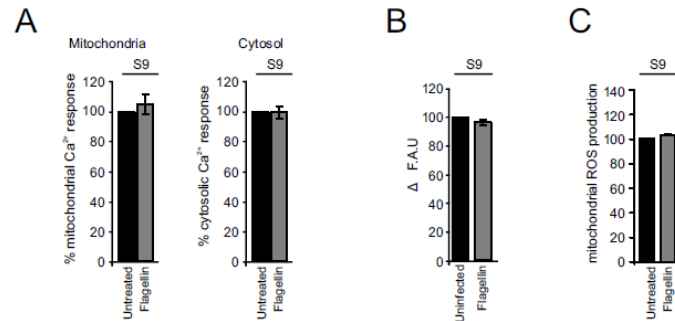 A
Mitochondria
S9
% mitochondrial Ca²⁺ response
120
100
80
60
40
20
0
Untreated
Flagellin
Cytosol
S9
% cytosolic Ca²⁺ response
120
100
80
60
40
20
0
Untreated
Flagellin
B
S9
Δ F.A.U
120
100
80
60
40
20
0
Uninfected
Flagellin
C
S9
mitochondrial ROS production
140
120
100
80
60
40
20
0
Untreated
Flagellin